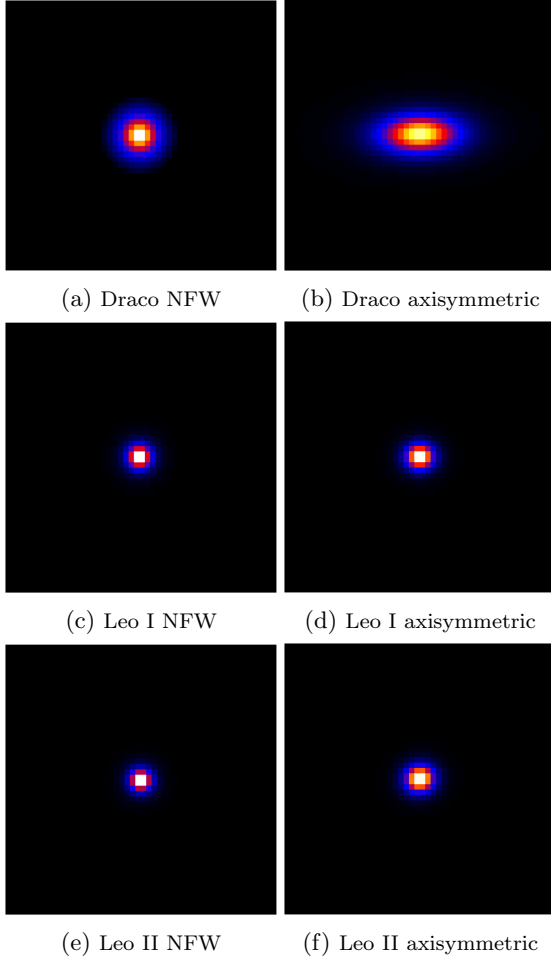 (a) Draco NFW
(b) Draco axisymmetric
(c) Leo I NFW
(d) Leo I axisymmetric
(e) Leo II NFW
(f) Leo II axisymmetric